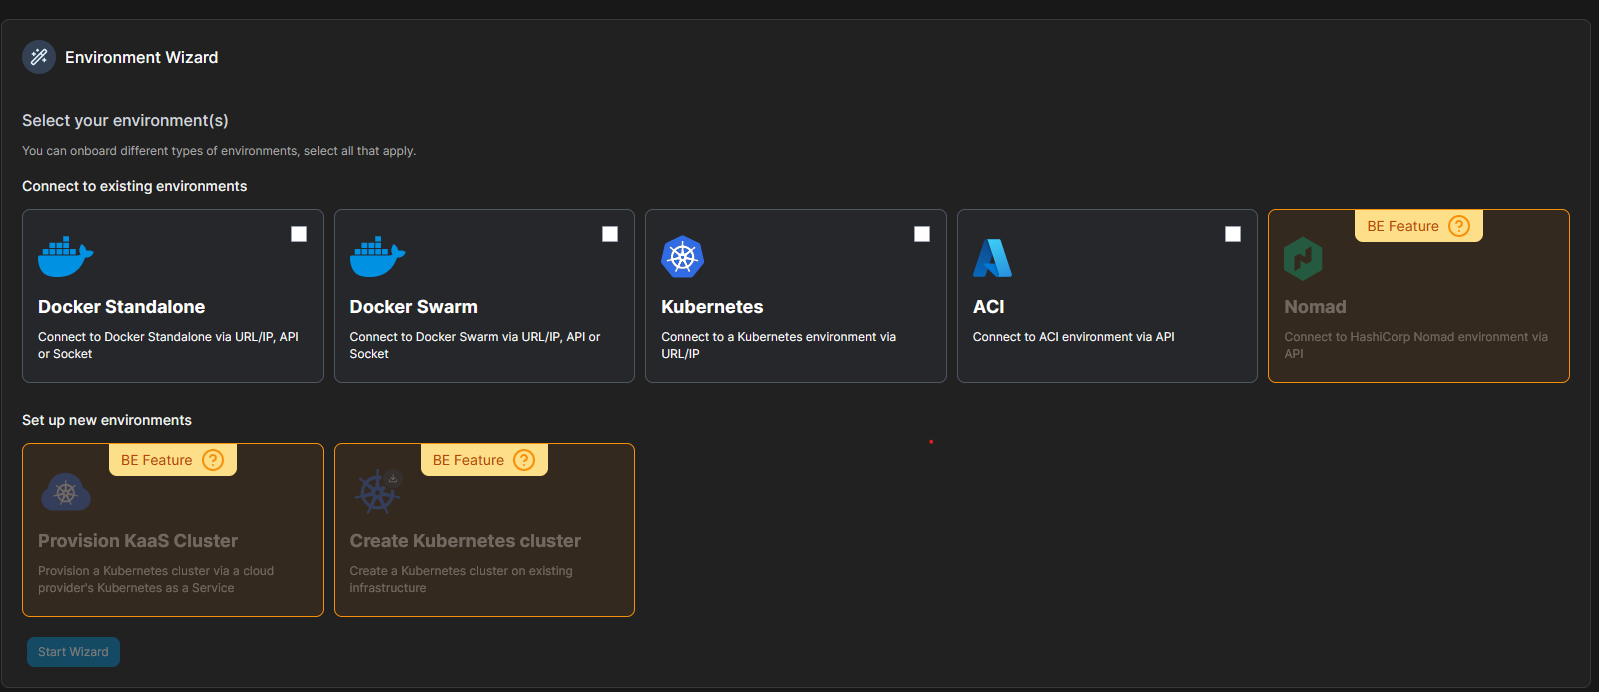 Environment Wizard
Select your environment(s)
You can onboard different types of environments, select all that apply.
Connect to existing environments
Docker Standalone
Connect to Docker Standalone via URL/IP, API
or Socket
Docker Swarm
Connect to Docker Swarm via URL/IP, API or
Socket
Kubernetes
Connect to a Kubernetes environment via
URL/IP
ACI
Connect to ACI environment via API
BE Feature
Nomad
Connect to HashiCorp Nomad environment via
API
Set up new environments
BE Feature
Provision KaaS Cluster
Provision a Kubernetes cluster via a cloud
provider's Kubernetes as a Service
BE Feature
Create Kubernetes cluster
Create a Kubernetes cluster on existing
infrastructure
Start Wizard